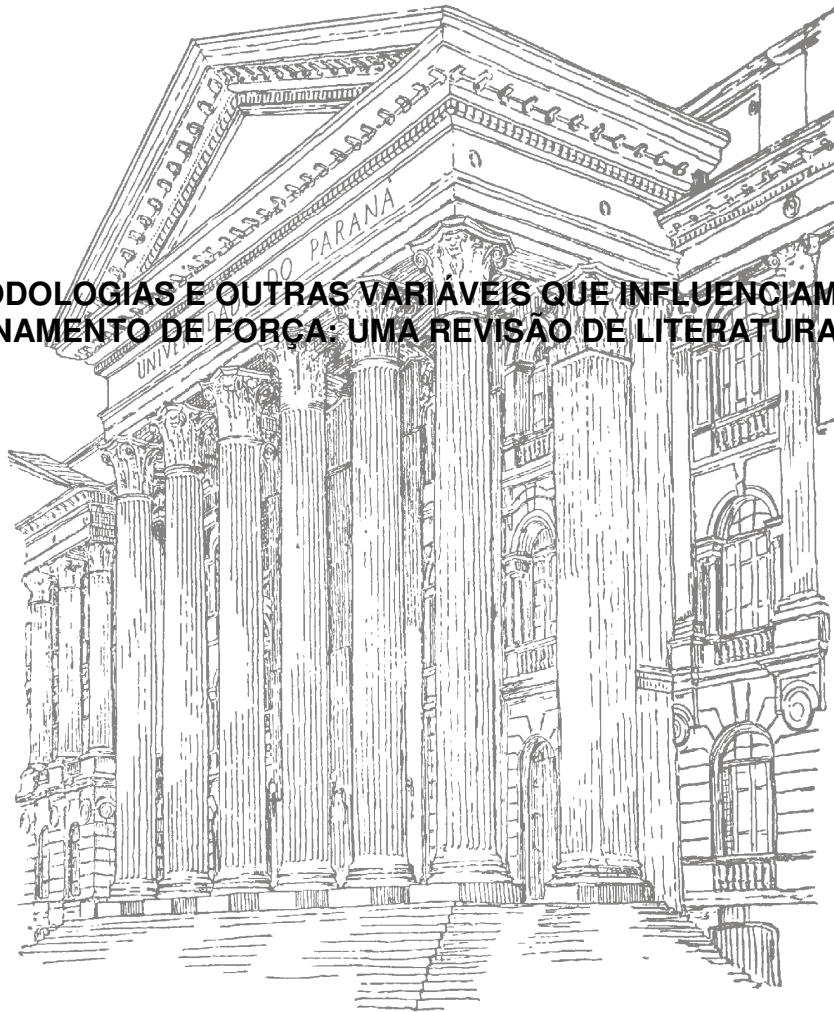 UNIVERSIDADE DO PARANÁ
ODOLOGIAS E OUTRAS VARIÁVEIS QUE INFLUENCIAM
NAMENTO DE FORÇA: UMA REVISÃO DE LITERATURA